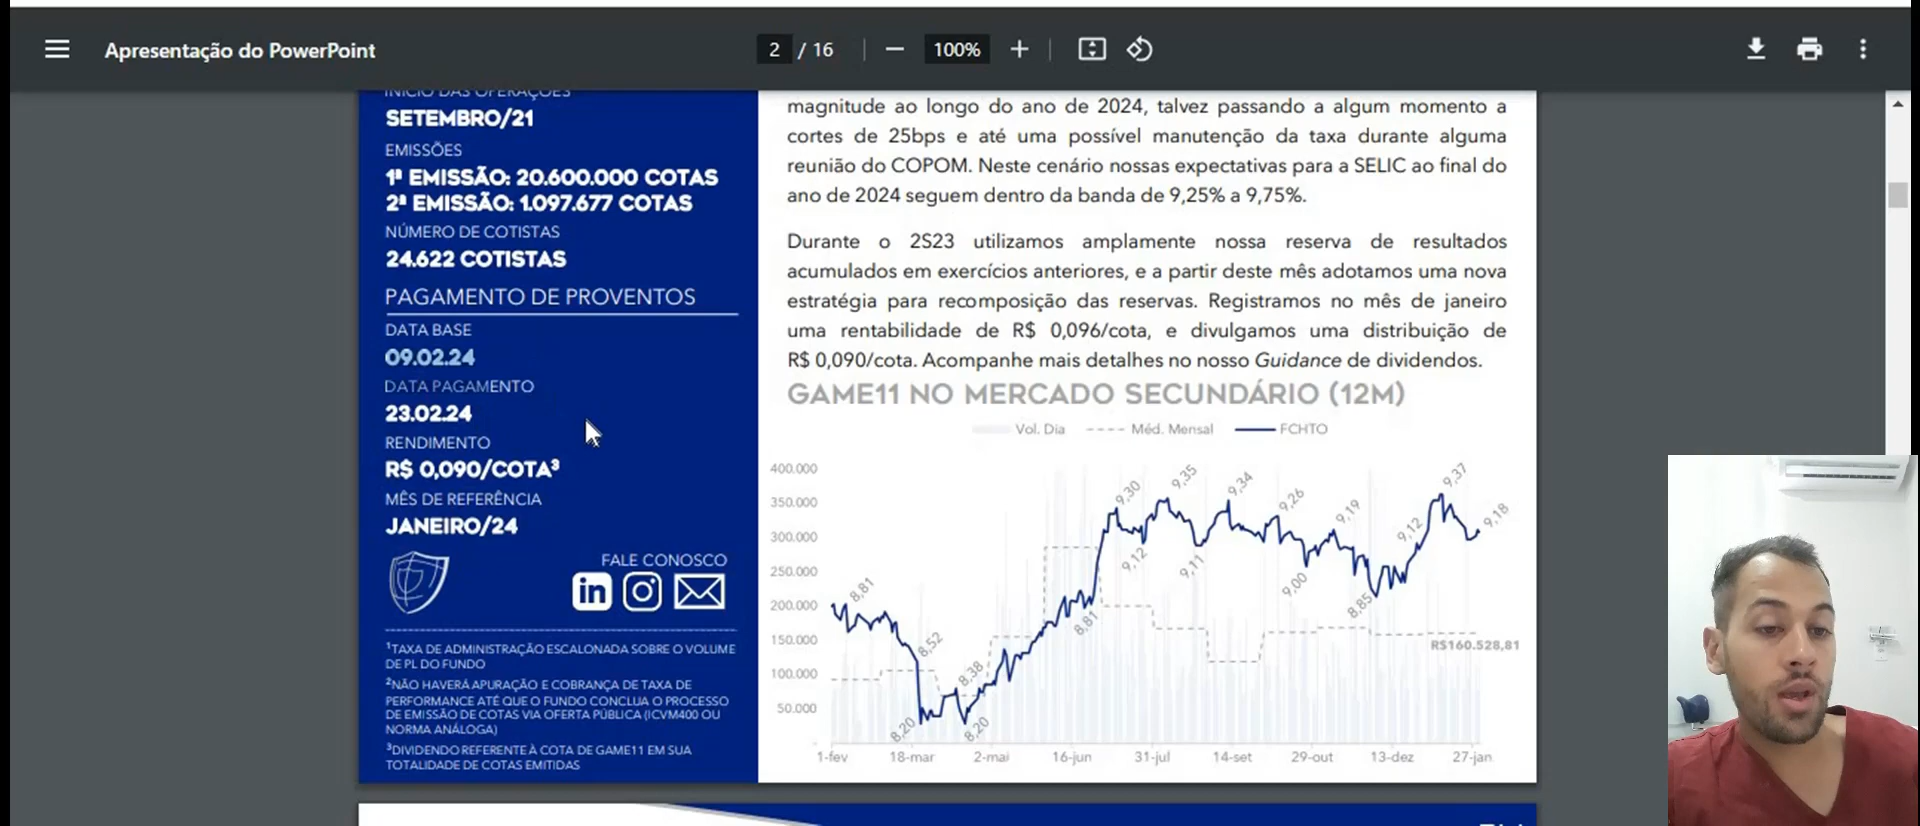 Apresentação do PowerPoint
2 / 16
100%
INÍCIO DAS OPERAÇÕES
SETEMBRO/21
EMISSÕES
1ª EMISSÃO: 20.600.000 COTAS
2ª EMISSÃO: 1.097.677 COTAS
NÚMERO DE COTISTAS
24.622 COTISTAS
PAGAMENTO DE PROVENTOS
DATA BASE
09.02.24
DATA PAGAMENTO
23.02.24
RENDIMENTO
R$ 0,090/COTA³
MÊS DE REFERÊNCIA
JANEIRO/24
FALE CONOSCO
in
¹TAXA DE ADMINISTRAÇÃO ESCALONADA SOBRE O VOLUME
DE PL DO FUNDO
²NÃO HAVERÁ APURAÇÃO E COBRANÇA DE TAXA DE
PERFORMANCE ATÉ QUE O FUNDO CONCLUA O PROCESSO
DE EMISSÃO DE COTAS VIA OFERTA PÚBLICA (ICVM400 OU
NORMA ANÁLOGA)
³DIVIDENDO REFERENTE À COTA DE GAME11 EM SUA
TOTALIDADE DE COTAS EMITIDAS
magnitude ao longo do ano de 2024, talvez passando a algum momento a
cortes de 25bps e até uma possível manutenção da taxa durante alguma
reunião do COPOM. Neste cenário nossas expectativas para a SELIC ao final do
ano de 2024 seguem dentro da banda de 9,25% a 9,75%.
Durante o 2S23 utilizamos amplamente nossa reserva de resultados
acumulados em exercícios anteriores, e a partir deste mês adotamos uma nova
estratégia para recomposição das reservas. Registramos no mês de janeiro
uma rentabilidade de R$ 0,096/cota, e divulgamos uma distribuição de
R$ 0,090/cota. Acompanhe mais detalhes no nosso Guidance de dividendos.
GAME11 NO MERCADO SECUNDÁRIO (12M)
Vol. Dia Méd. Mensal FCHTO
400.000
350.000
300.000
250.000
200.000
150.000
100.000
50.000
-
8,81
8,20
8,52
8,38
8,20
8,81
9,30
9,12
9,35
9,11
9,34
9,26
9,00
9,19
8,85
9,12
9,37
9,18
R$160.528,81
1-fev 18-mar 2-mai 16-jun 31-jul 14-set 29-out 13-dez 27-jan